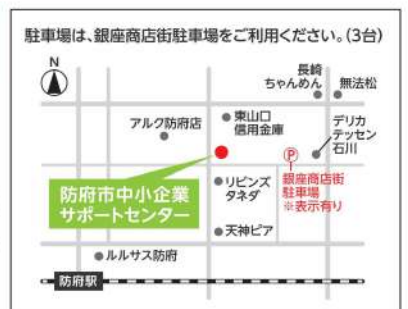 駐車場は、銀座商店街駐車場をご利用ください。(3台)
N
長崎
ちゃんめん
無法松
アルク防府店
東山口
信用金庫
デリカ
テッセン
石川
P
防府市中小企業
サポートセンター
リビンズ
タネダ
銀座商店街
駐車場
※表示有り
天神ピア
ルルサス防府
防府駅